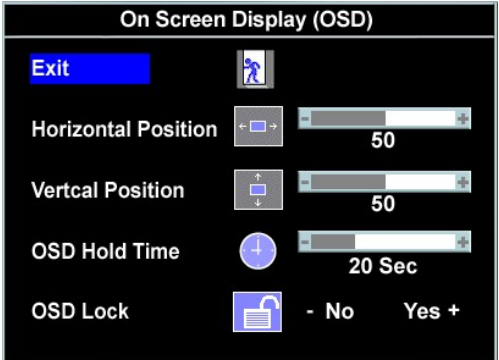 On Screen Display (OSD)
Exit
Horizontal Position - +
50
Vertcal Position - +
50
OSD Hold Time - +
20 Sec
OSD Lock - No Yes +